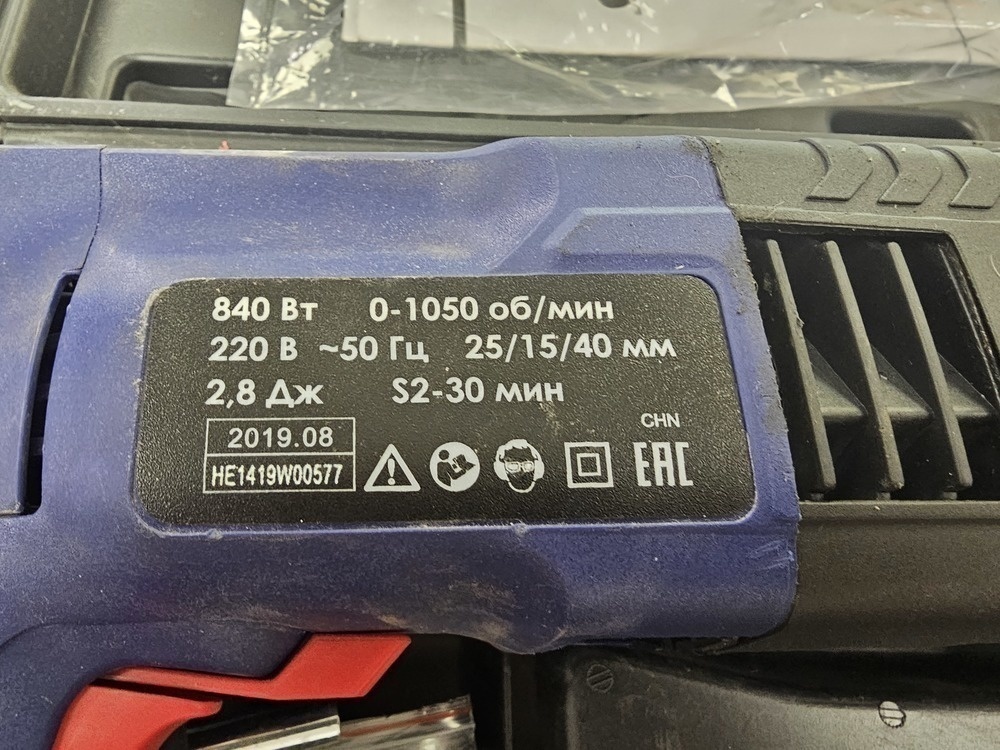 840 Вт 0-1050 об/мин
220 В ~50 Гц 25/15/40 мм
2,8 Дж S2-30 мин
CHN
2019.08
HE1419W00577
EAC